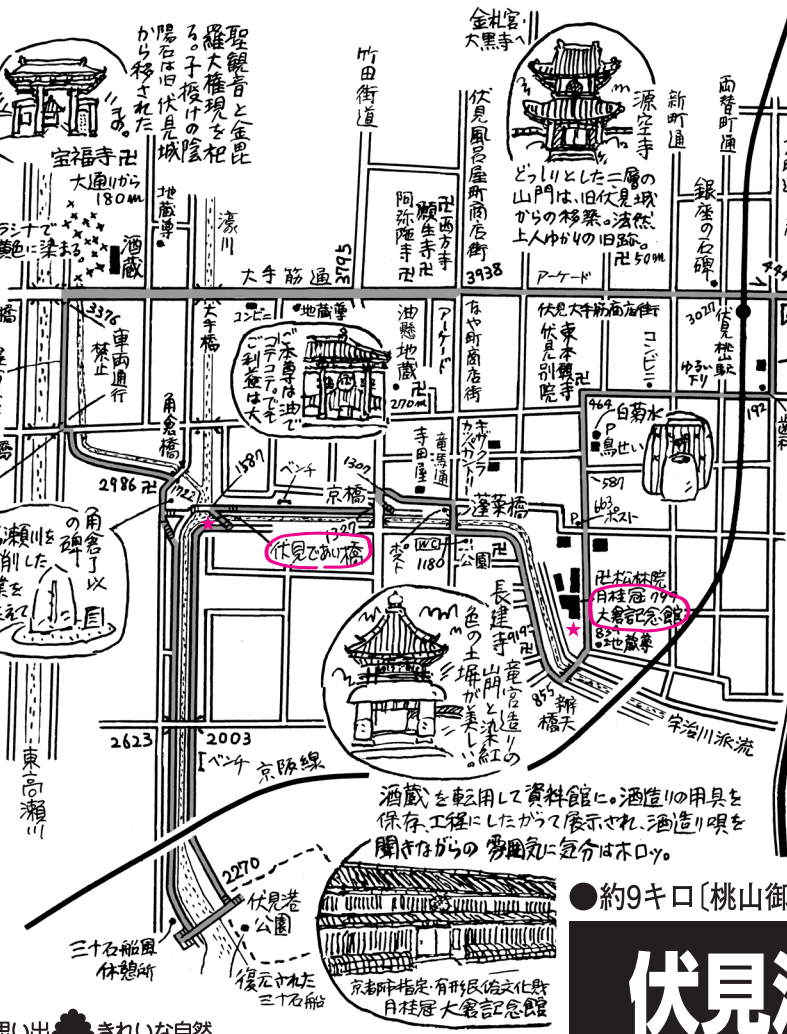 金札宮・
大黒寺へ
聖観音と金毘
羅大権現を祀
る。子授けの陰
陽石は旧伏見城
から移された
宝福寺卍
大通りから
180m
地蔵尊
濠川
竹田街道
伏見風呂屋町商店街
源空寺
新町通
両替町通
どっしりとした二層の
山門は、旧伏見城
からの移築。法然
上人ゆかりの旧跡。
卍50m
銀座の石碑
卍西方寺
願生寺卍
阿弥陀寺卍
黄色に染まる。
酒蔵
大手筋通
3795
3938
アーケード
444
3376
車両通行
禁止
大手橋
コンビニ
地蔵尊
ご本尊は油で
コテコテ。でも
ご利益は大
油懸地蔵
卍
270m
アーケード
なや町商店街
伏見大手筋商店街
東本願寺卍
伏見別院
コンビニ
3027
伏見桃山駅
ゆるい
下り
192
歯科
464
白菊水
P
鳥せい
587
663
ポスト
P
角倉橋
1587
ベンチ
1307
京橋
寺田屋
竜馬通
キザクラ
カッパカントリー
蓬莱橋
2986卍
1722
1327
伏見であい橋
ポスト
WC
1180
公園
卍
角倉了以
の碑
卍松林院
月桂冠 799
大倉記念館
834
地蔵尊
長建寺
919
卍
竜宮造りの
山門と染紅
色の土塀が美しい。
855
辨天
橋
宇治川派流
2623
2003
ベンチ
京阪線
東高瀬川
酒蔵を転用して資料館に。酒造りの用具を
保存、工程にしたがって展示され、酒造り唄を
聞きながらの雰囲気に気分はホロッ。
2270
伏見港
公園
三十石船風
休憩所
復元された
三十石船
京都市指定・有形民俗文化財
月桂冠 大倉記念館
●約9キロ〔桃山御
伏見
思い出
きれいな自然